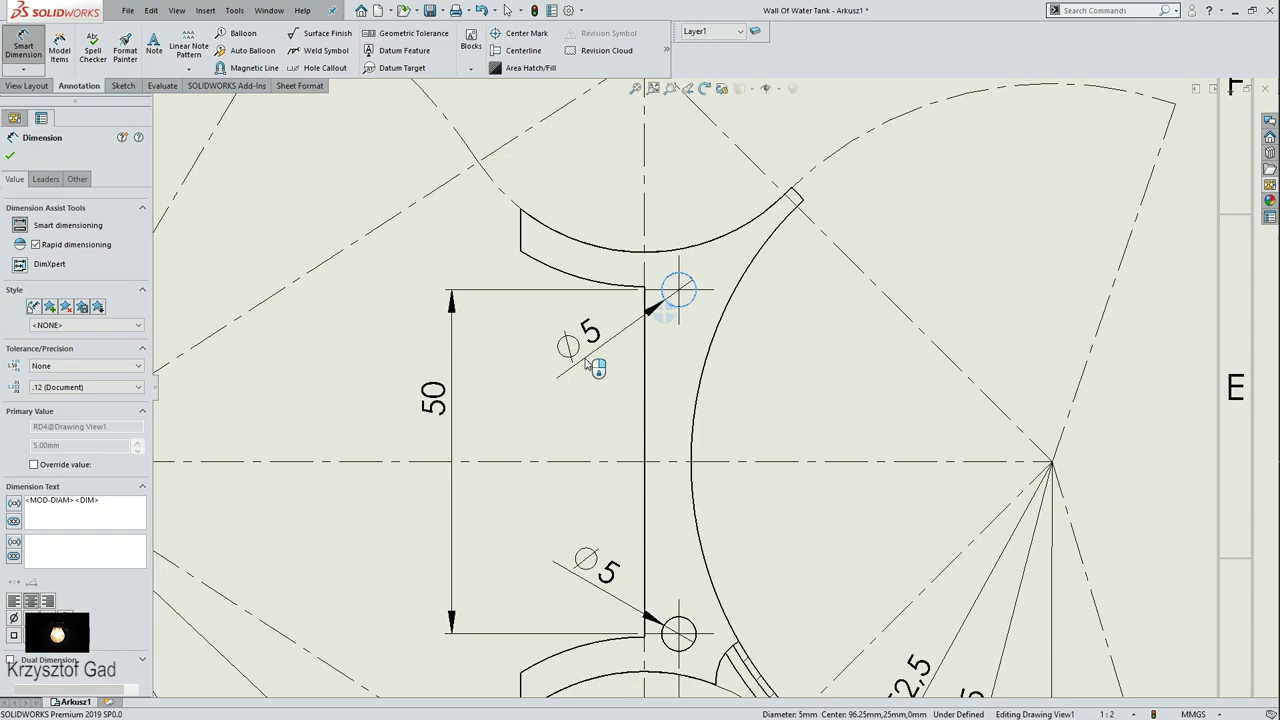 SOLIDWORKS
File Edit View Insert Tools Window Help
Wall Of Water Tank - Arkusz1 *
Search Commands
Smart Dimension
Model Items
Spell Checker
Format Painter
Note
Linear Note Pattern
Balloon
Auto Balloon
Magnetic Line
Surface Finish
Weld Symbol
Hole Callout
Geometric Tolerance
Datum Feature
Datum Target
Blocks
Center Mark
Centerline
Area Hatch/Fill
Revision Symbol
Revision Cloud
Layer1
View Layout Annotation Sketch Evaluate SOLIDWORKS Add-Ins Sheet Format
Dimension
Value Leaders Other
Dimension Assist Tools
Smart dimensioning
Rapid dimensioning
DimXpert
Style
<NONE>
Tolerance/Precision
None
.12 (Document)
Primary Value
RD4@Drawing View1
5.00mm
Override value:
Dimension Text
<MOD-DIAM><DIM>
Dual Dimension
Krzysztof Gad
∅ 5
50
∅ 5
E
F
Arkusz1
SOLIDWORKS Premium 2019 SP0.0
Diameter: 5mm Center: 96.25mm,25mm,0mm Under Defined Editing Drawing View1 1 : 2 MMGS